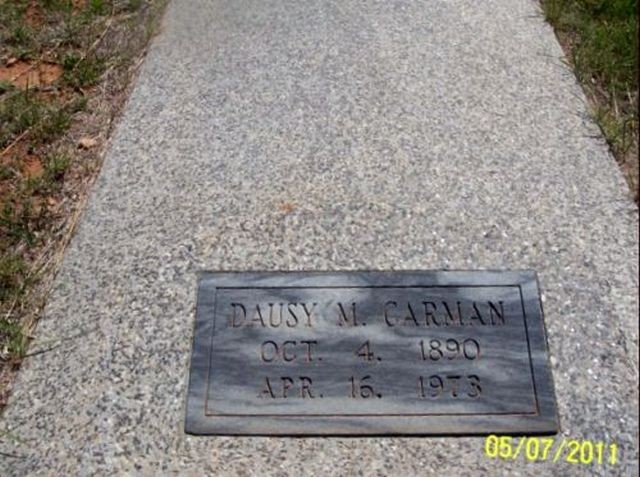 DAUSY M. CARMAN
OCT. 4. 1890
APR. 16. 1973
05/07/2011